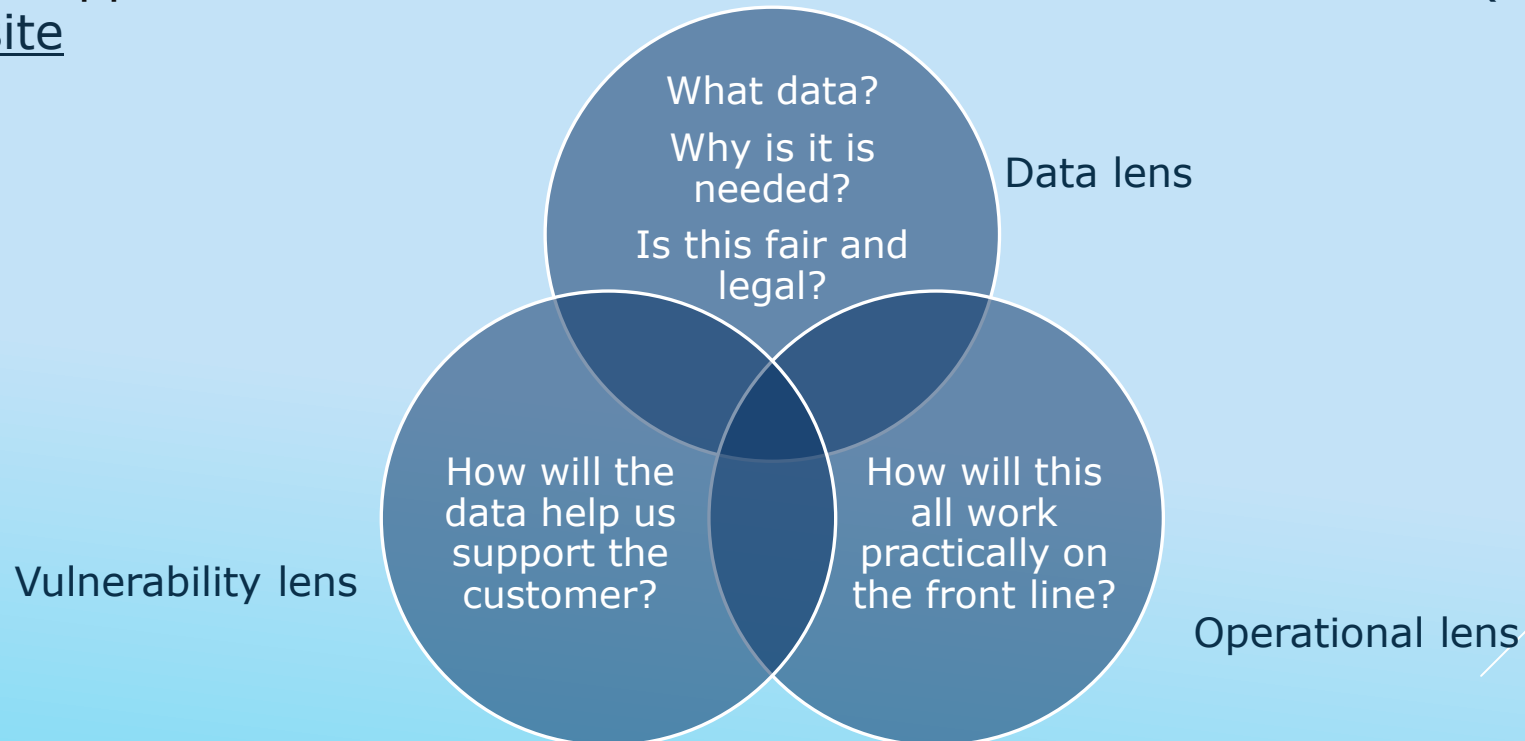 site
What data?
Why is it is
needed?
Is this fair and
legal?
Data lens
How will the
data help us
support the
customer?
How will this
all work
practically on
the front line?
Vulnerability lens
Operational lens